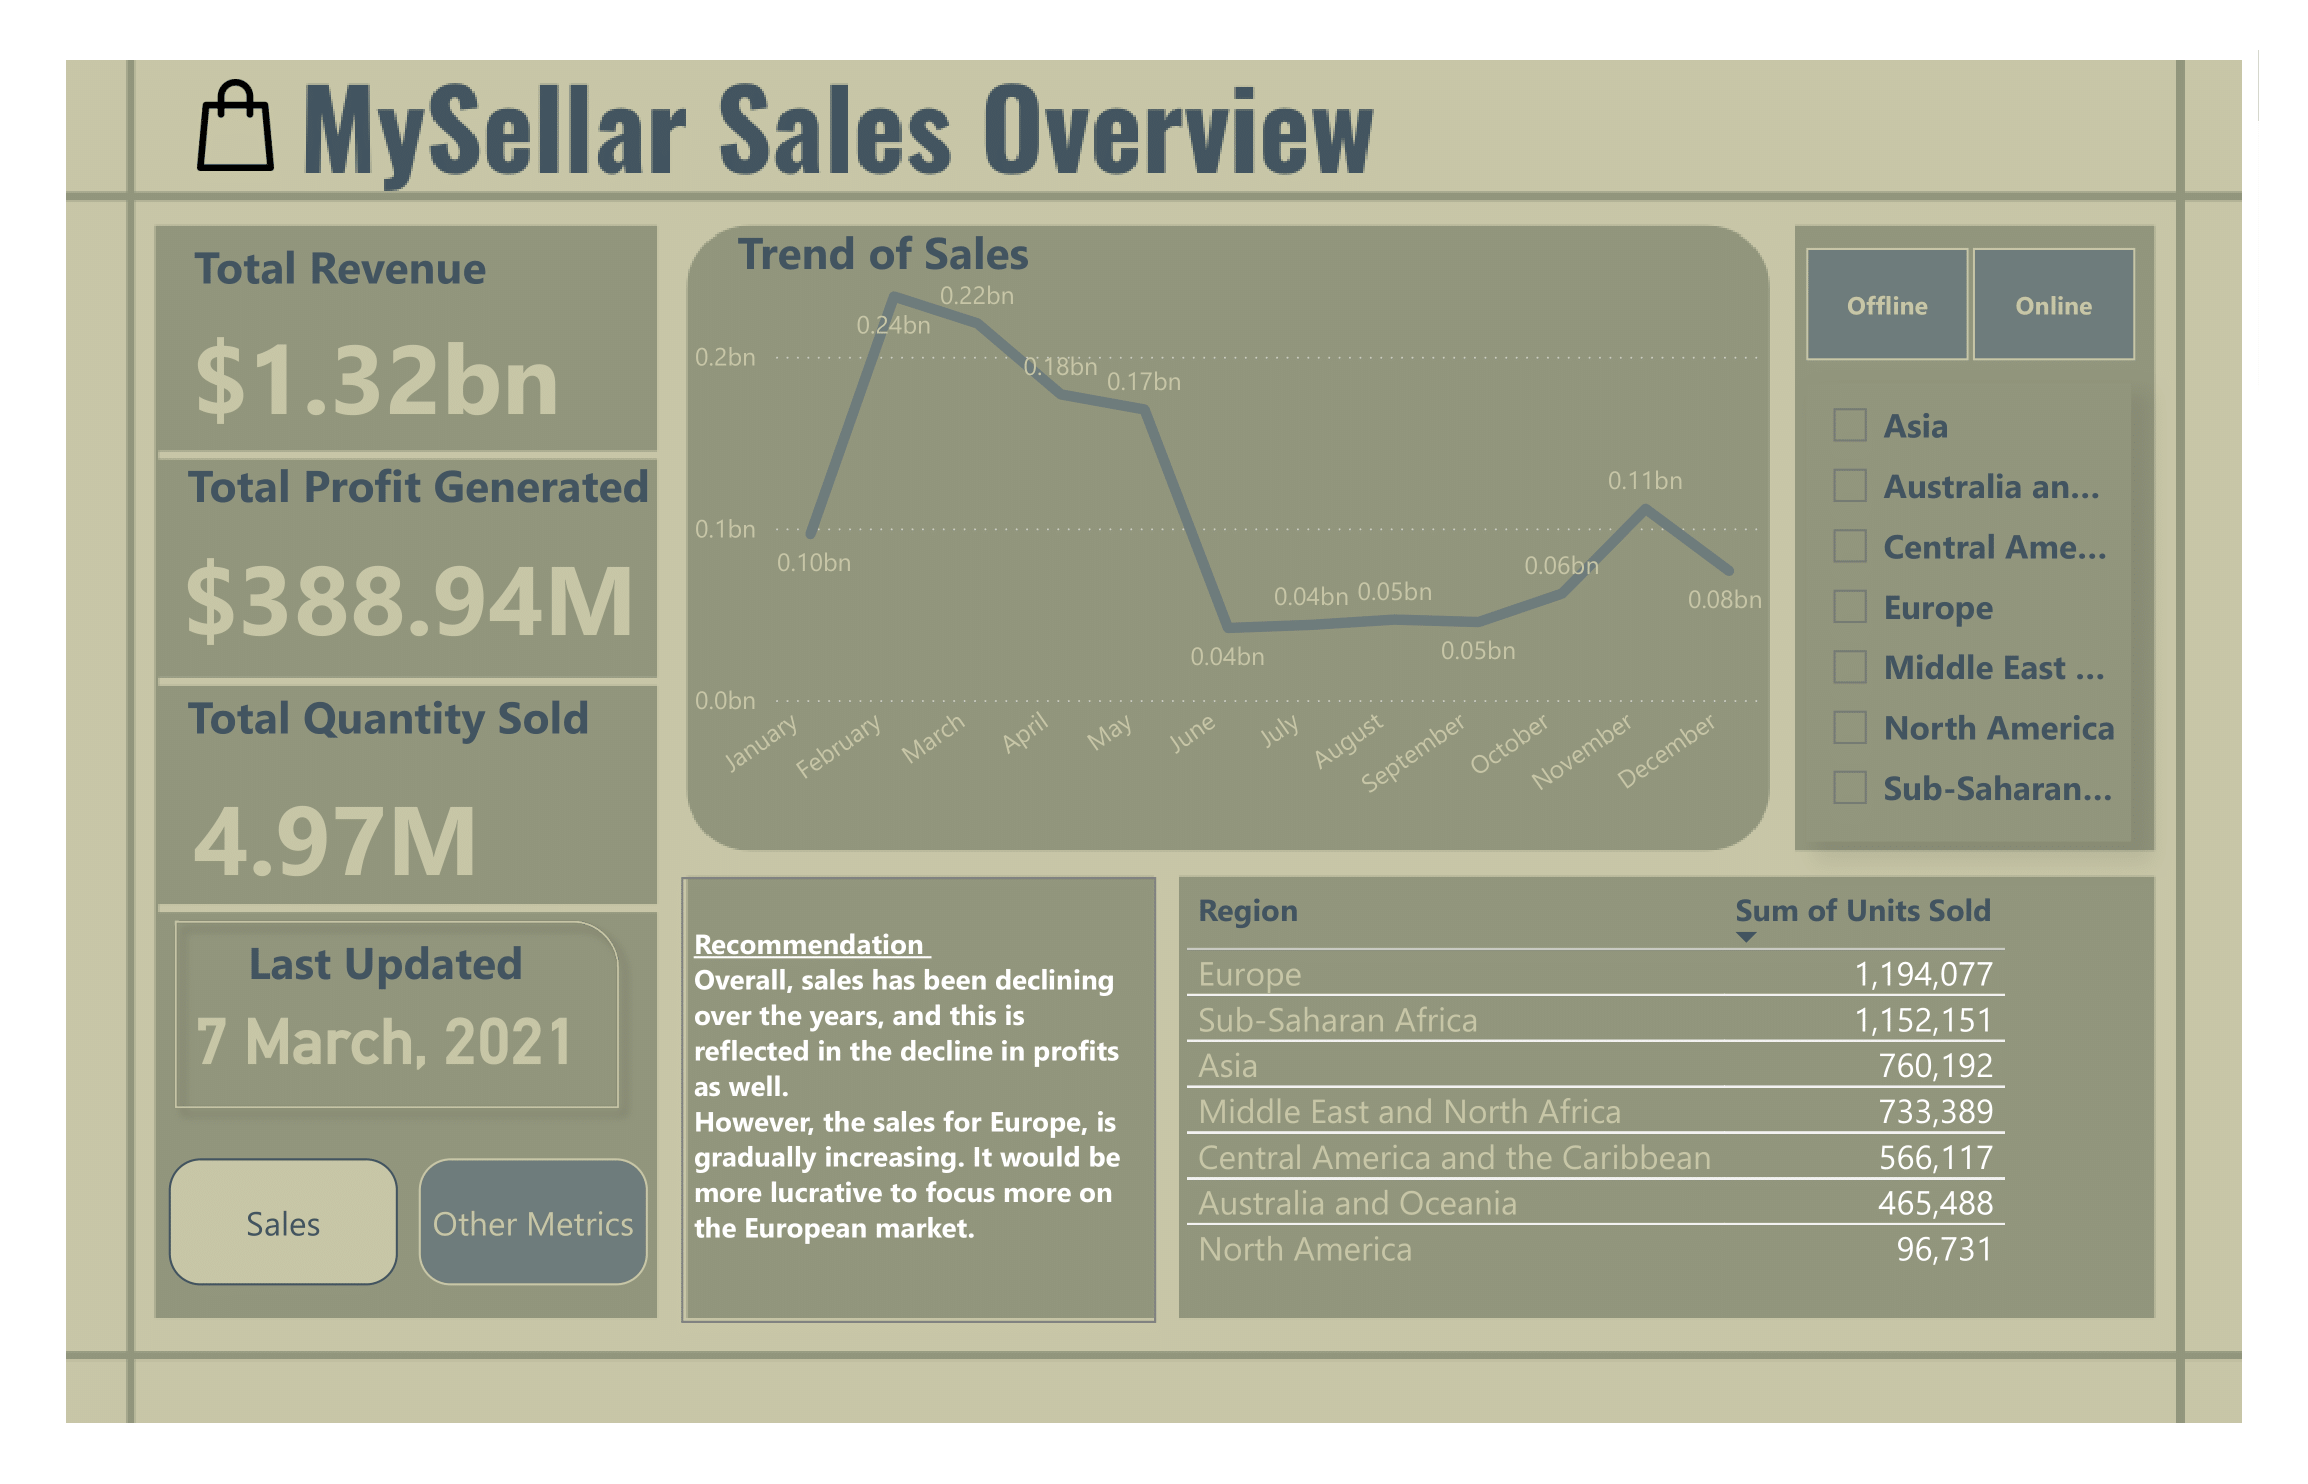 MySellar Sales Overview
Total Revenue
$1.32bn
Total Profit Generated
$388.94M
Total Quantity Sold
4.97M
Last Updated
7 March, 2021
Sales
Other Metrics
Trend of Sales
0.2bn
0.1bn
0.0bn
0.10bn
0.24bn
0.22bn
0.18bn
0.17bn
0.04bn
0.04bn
0.05bn
0.05bn
0.06bn
0.11bn
0.08bn
January
February
March
April
May
June
July
August
September
October
November
December
Offline
Online
Asia
Australia an...
Central Ame...
Europe
Middle East ...
North America
Sub-Saharan...
Recommendation
Overall, sales has been declining
over the years, and this is
reflected in the decline in profits
as well.
However, the sales for Europe, is
gradually increasing. It would be
more lucrative to focus more on
the European market.
Region Sum of Units Sold
Europe 1,194,077
Sub-Saharan Africa 1,152,151
Asia 760,192
Middle East and North Africa 733,389
Central America and the Caribbean 566,117
Australia and Oceania 465,488
North America 96,731